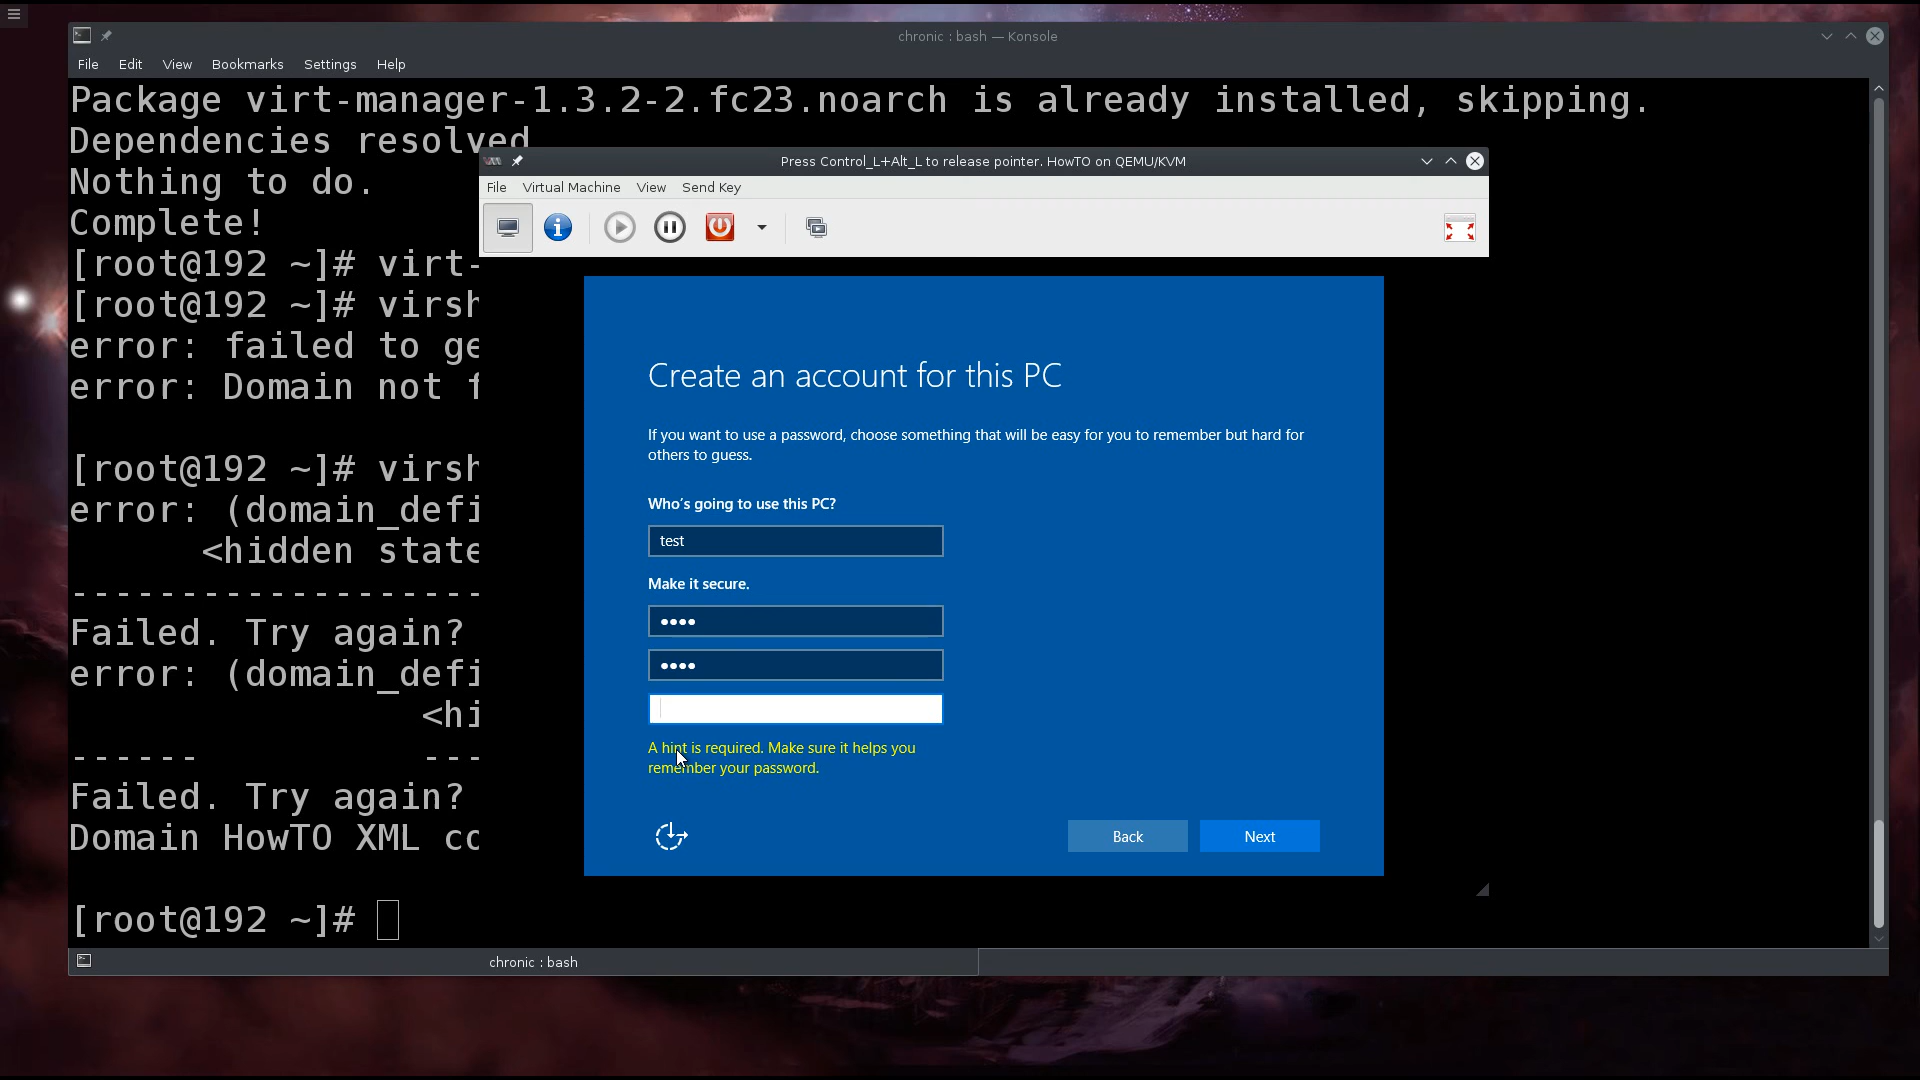 chronic : bash — Konsole
File Edit View Bookmarks Settings Help
Package virt-manager-1.3.2-2.fc23.noarch is already installed, skipping.
Dependencies resolved
Nothing to do.
Complete!
[root@192 ~]# virt-
[root@192 ~]# virsh
error: failed to ge
error: Domain not f
[root@192 ~]# virsh
error: (domain_defi
<hidden state
-------------------
Failed. Try again?
error: (domain_defi
<hi
------ ---
Failed. Try again?
Domain HowTO XML co
[root@192 ~]#
chronic : bash
Press Control_L+Alt_L to release pointer. HowTO on QEMU/KVM
File Virtual Machine View Send Key
Create an account for this PC
If you want to use a password, choose something that will be easy for you to remember but hard for
others to guess.
Who's going to use this PC?
test
Make it secure.
••••
••••
A hint is required. Make sure it helps you
remember your password.
Back Next